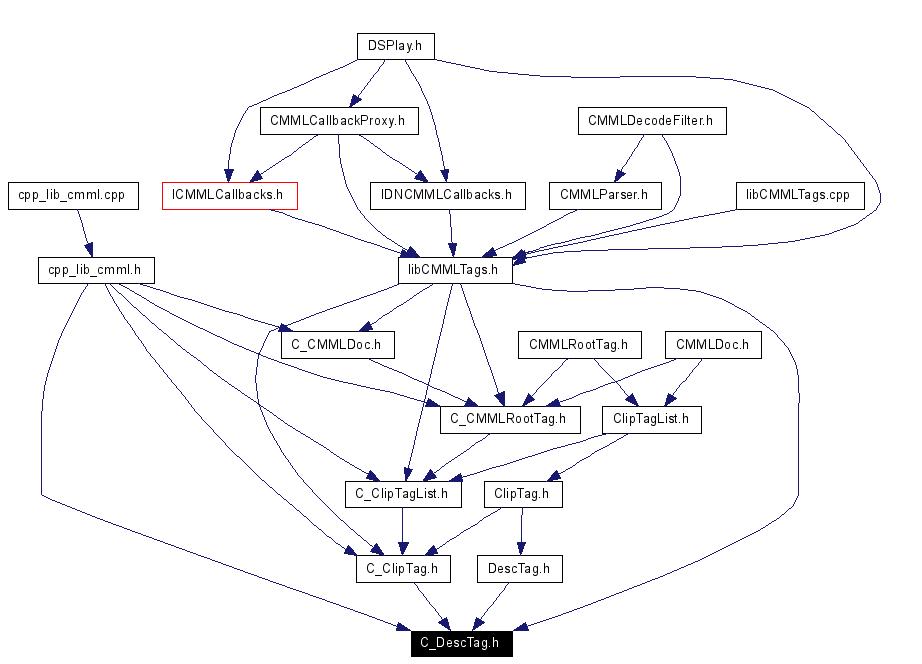 DSPlay.h
CMMLCallbackProxy.h
CMMLDecodeFilter.h
cpp_lib_cmml.cpp
ICMMLCallbacks.h
IDNCMMLCallbacks.h
CMMLParser.h
libCMMLTags.cpp
cpp_lib_cmml.h
libCMMLTags.h
C_CMMLDoc.h
CMMLRootTag.h
CMMLDoc.h
C_CMMLRootTag.h
ClipTagList.h
C_ClipTagList.h
ClipTag.h
C_ClipTag.h
DescTag.h
C_DescTag.h